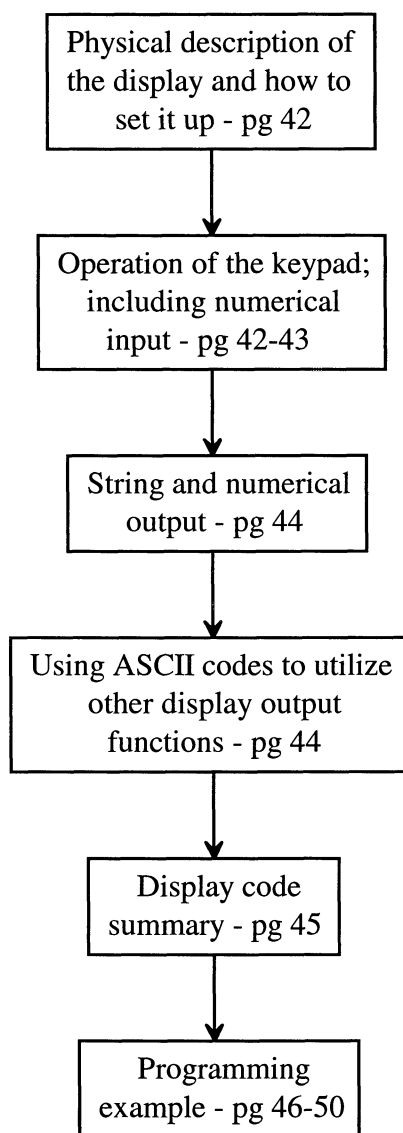 Physical description of
the display and how to
set it up - pg 42
Operation of the keypad;
including numerical
input - pg 42-43
String and numerical
output - pg 44
Using ASCII codes to utilize
other display output
functions - pg 44
Display code
summary - pg 45
Programming
example - pg 46-50